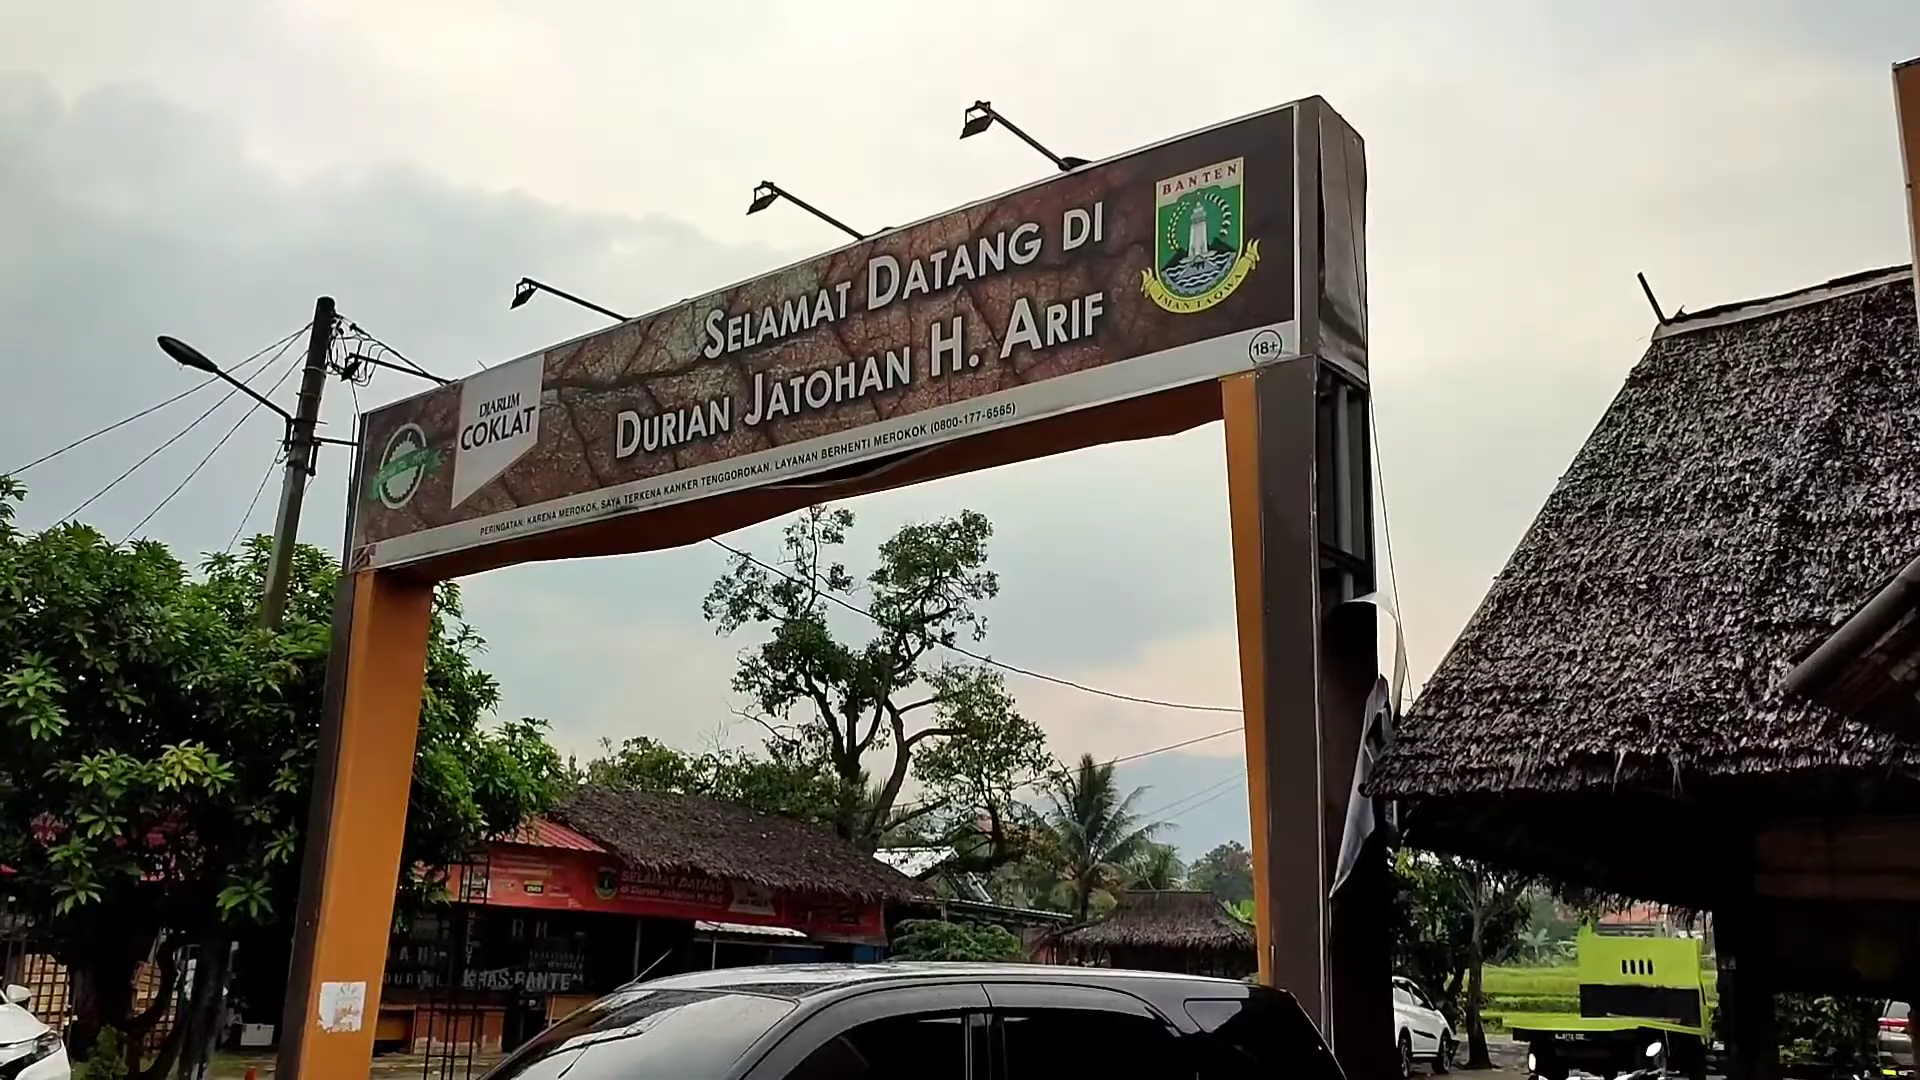 BANTEN
IMAN TAQWA
SELAMAT DATANG DI
DURIAN JATOHAN H. ARIF
18+
DJARUM
COKLAT
PERINGATAN: KARENA MEROKOK, SAYA TERKENA KANKER TENGGOROKAN. LAYANAN BERHENTI MEROKOK (0800-177-6565)
SELAMAT DATANG
di Durian Jatohan H. Arif
KHAS BANTEN